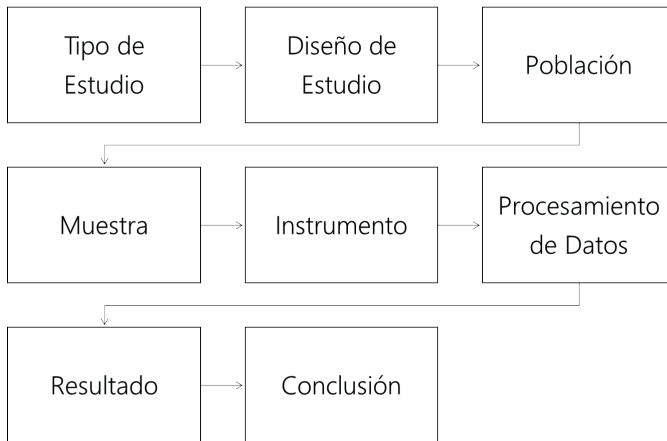 Tipo de
Estudio
Diseño de
Estudio
Población
Muestra
Instrumento
Procesamiento
de Datos
Resultado
Conclusión